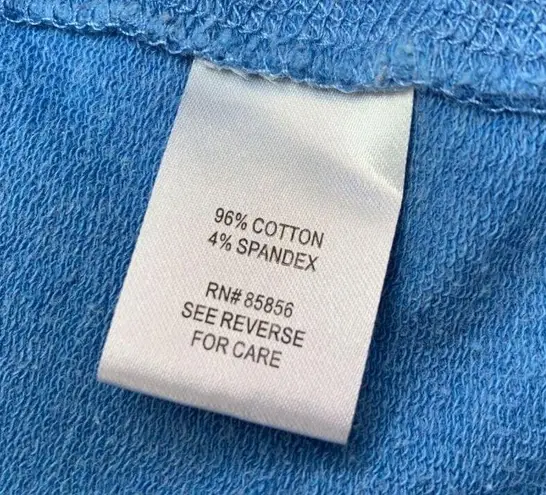 96% COTTON
4% SPANDEX
RN# 85856
SEE REVERSE
FOR CARE